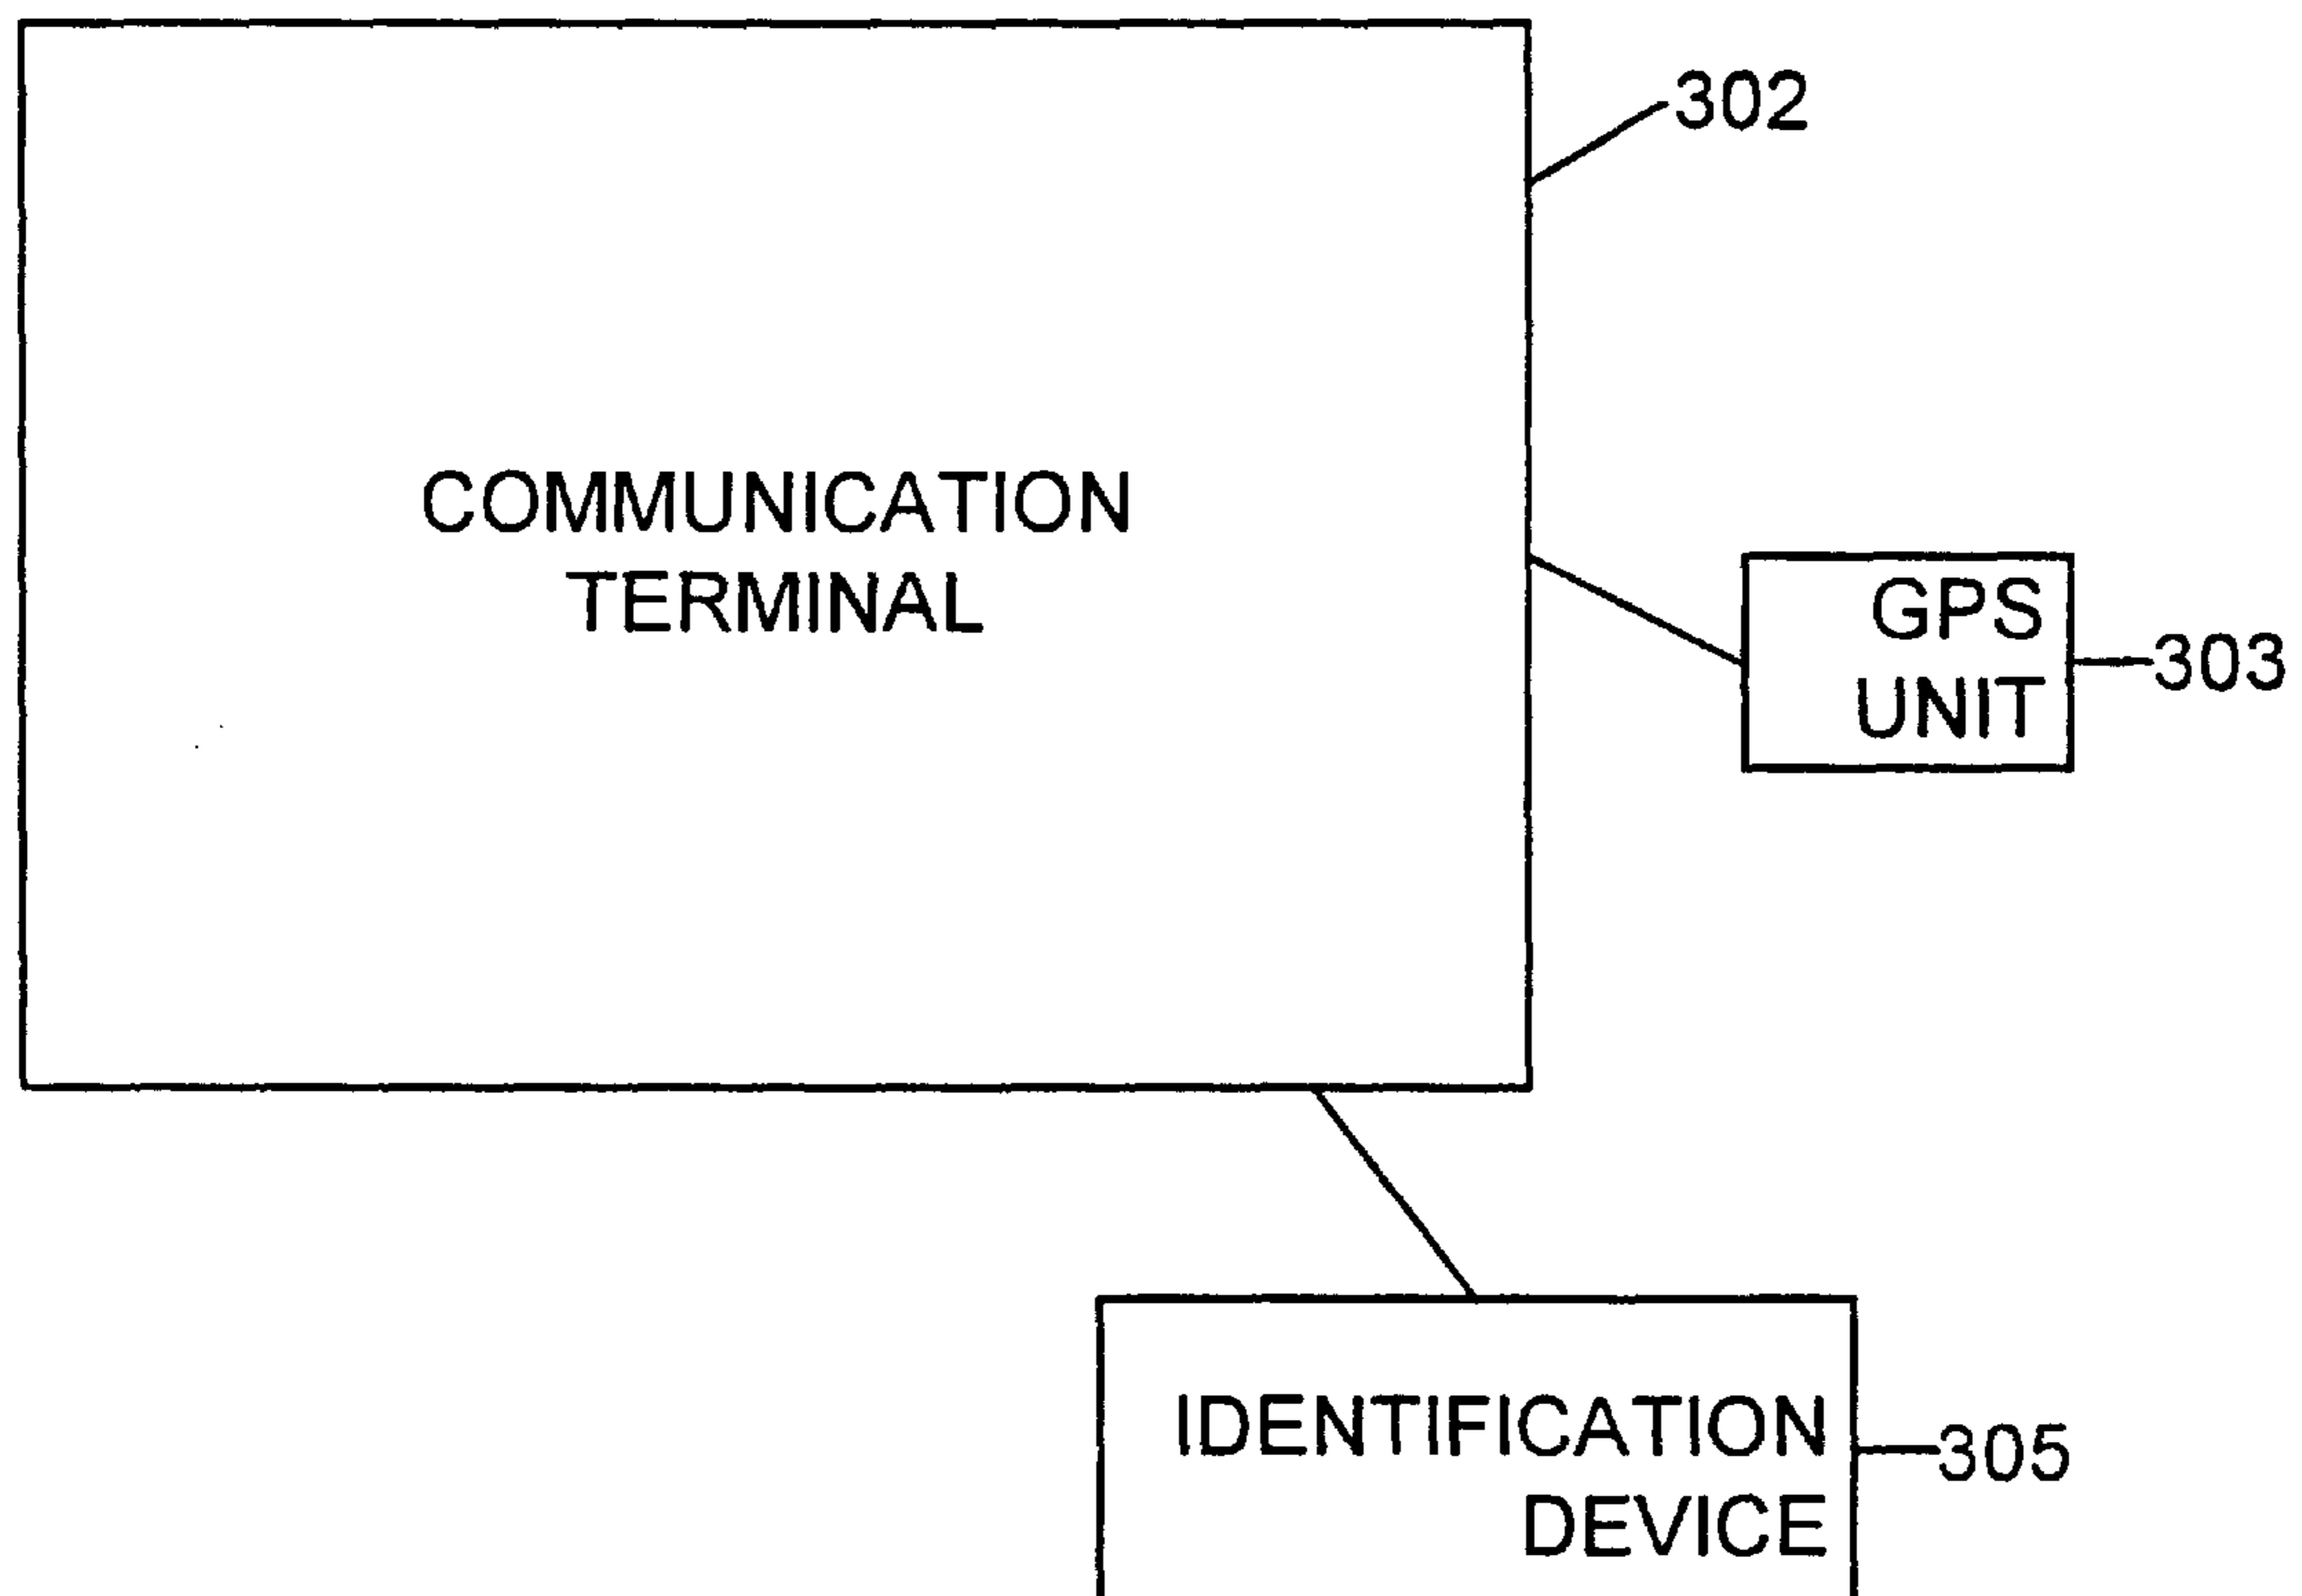 302
COMMUNICATION
TERMINAL
GPS
UNIT
303
IDENTIFICATION
DEVICE
305